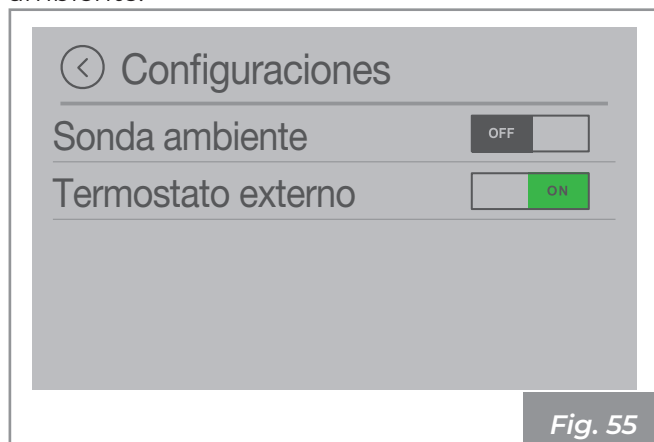 Configuraciones
Sonda ambiente OFF
Termostato externo ON
Fig. 55